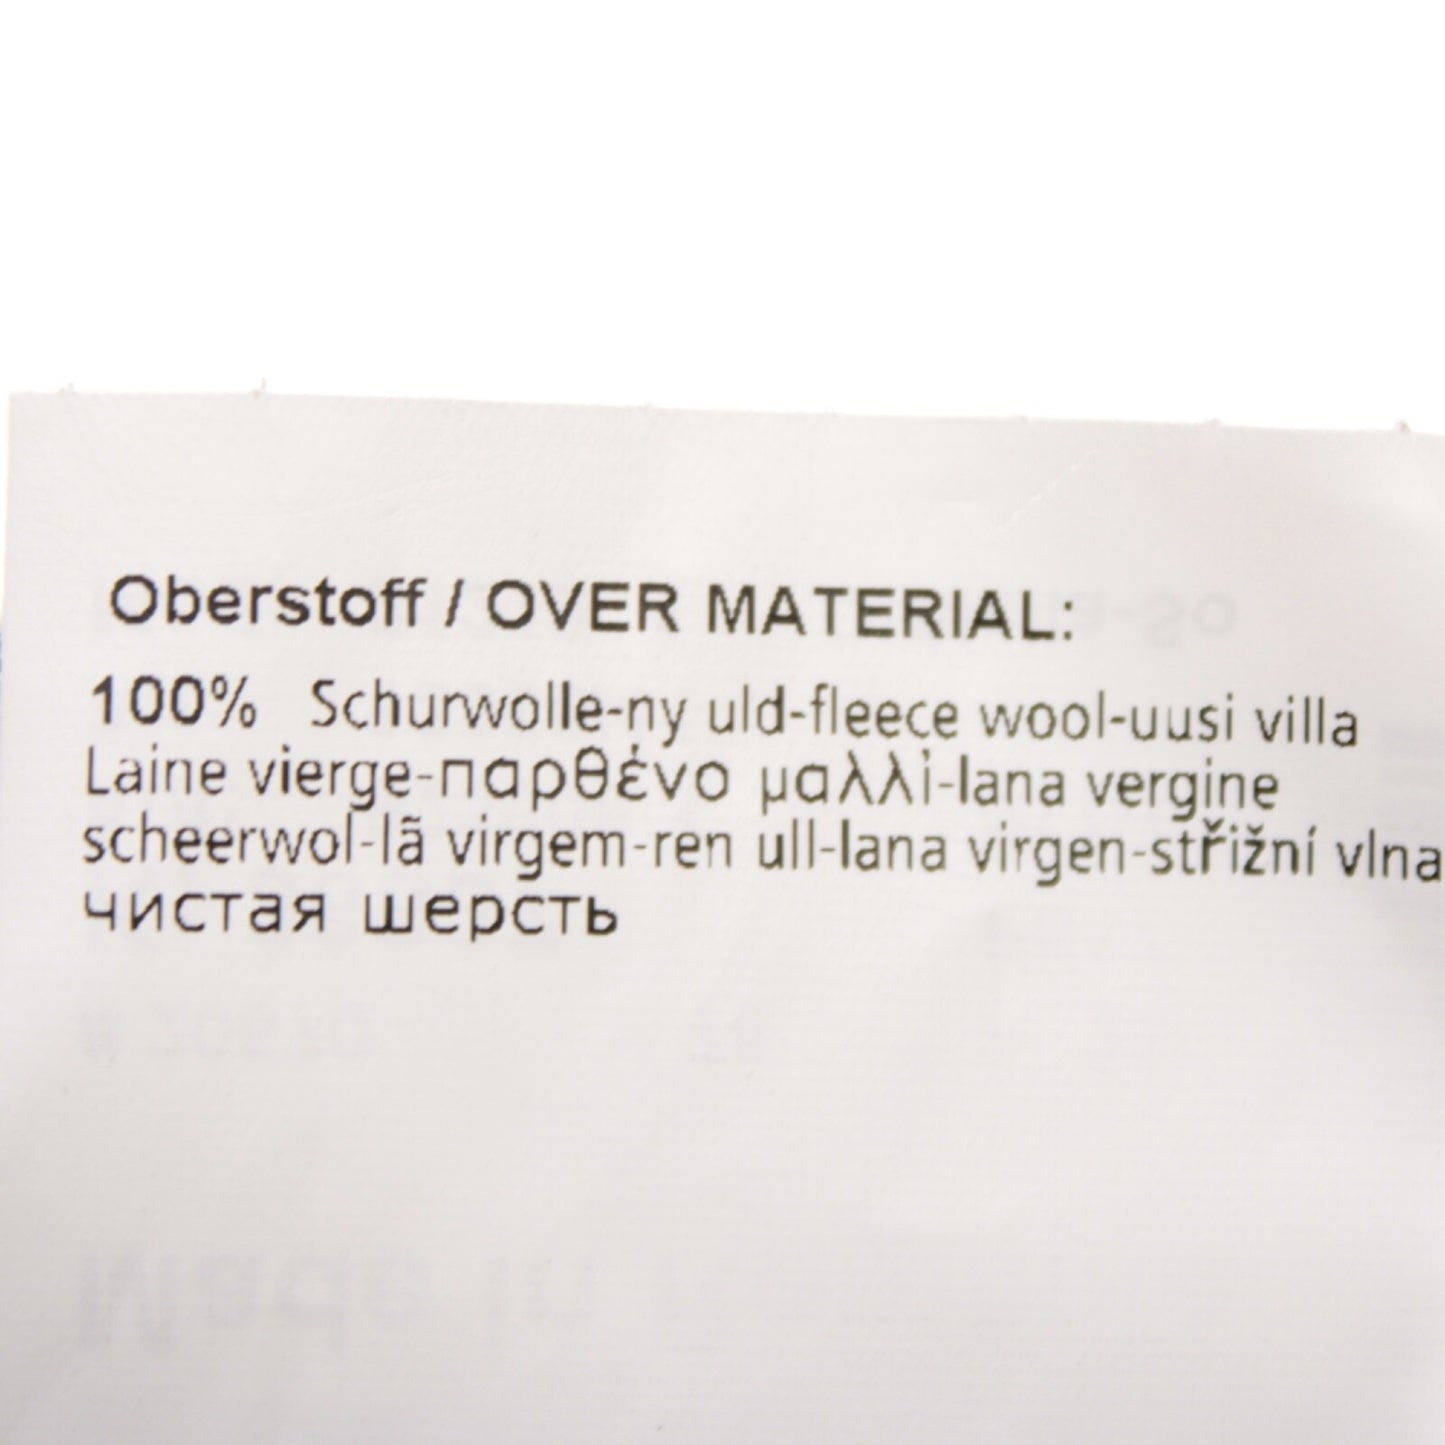 Oberstoff / OVER MATERIAL:
100% Schurwolle-ny uld-fleece wool-uusi villa
Laine vierge-παρθένο μαλλί-lana vergine
scheerwol-lã virgem-ren ull-lana virgen-střižní vlna
чистая шерсть